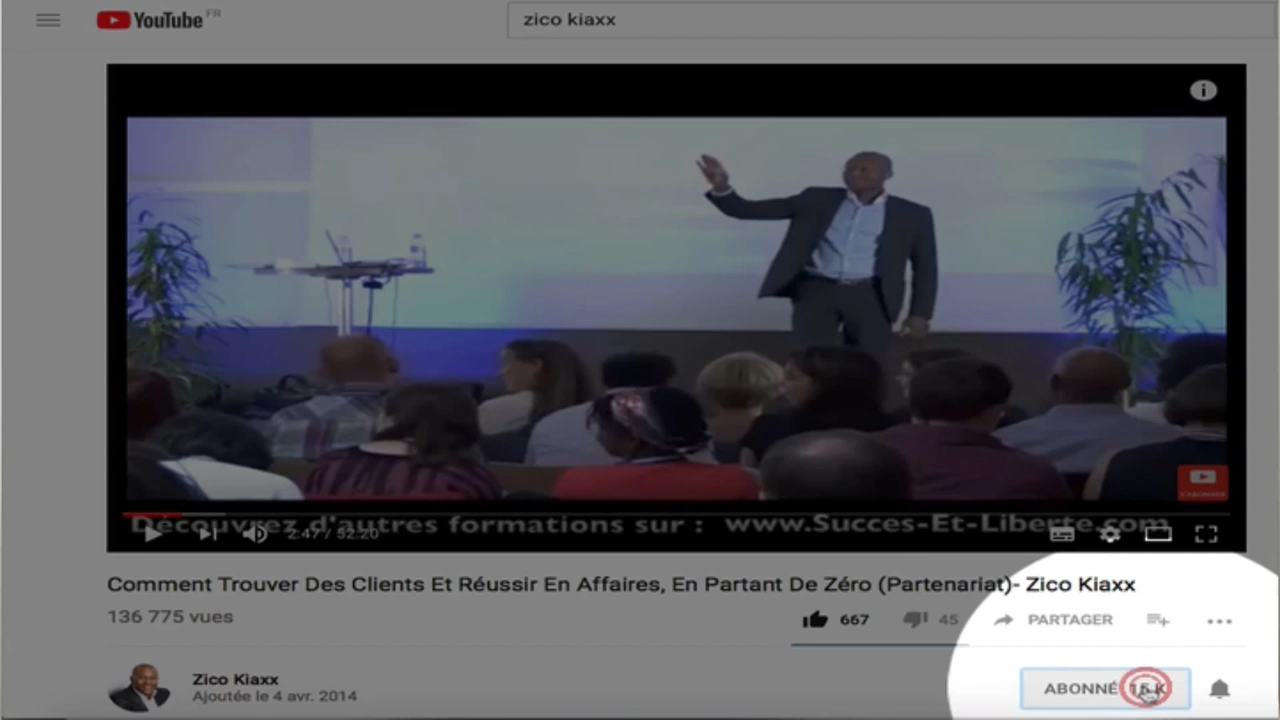 YouTube FR
zico kiaxx
S'ABONNER
Découvrez d'autres formations sur : www.Succes-Et-Liberte.com
2:47 / 52:20
Comment Trouver Des Clients Et Réussir En Affaires, En Partant De Zéro (Partenariat)- Zico Kiaxx
136 775 vues
667
45
PARTAGER
Zico Kiaxx
Ajoutée le 4 avr. 2014
ABONNÉ 15 K